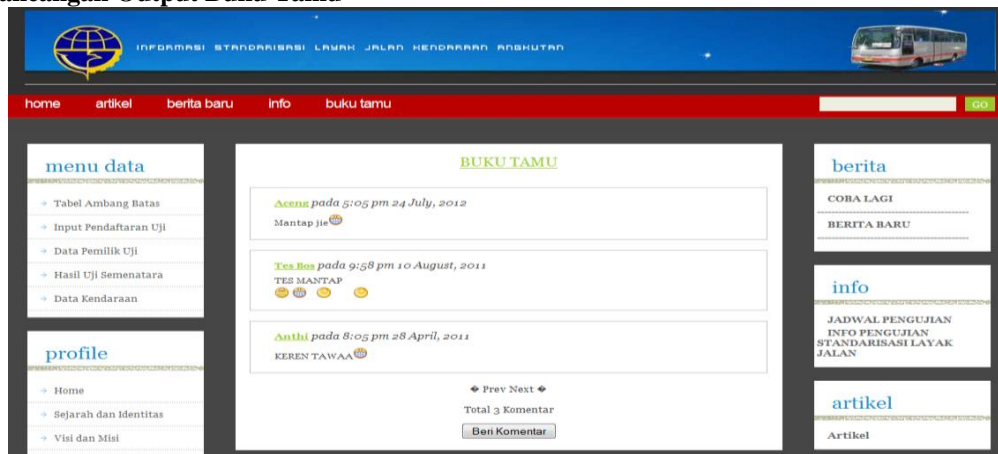 ancangan Output Buku Tamu
INFORMASI STANDARISASI LAYAK JALAN KENDARAAN ANGKUTAN
home artikel berita baru info buku tamu GO
menu data
Tabel Ambang Batas
Input Pendaftaran Uji
Data Pemilik Uji
Hasil Uji Semenatara
Data Kendaraan
profile
Home
Sejarah dan Identitas
Visi dan Misi
BUKU TAMU
Aceng pada 5:05 pm 24 July, 2012
Mantap jie
Tes Bos pada 9:58 pm 10 August, 2011
TES MANTAP
Anthi pada 8:05 pm 28 April, 2011
KEREN TAWAA
� Prev Next �
Total 3 Komentar
Beri Komentar
berita
COBA LAGI
BERITA BARU
info
JADWAL PENGUJIAN
INFO PENGUJIAN
STANDARISASI LAYAK
JALAN
artikel
Artikel